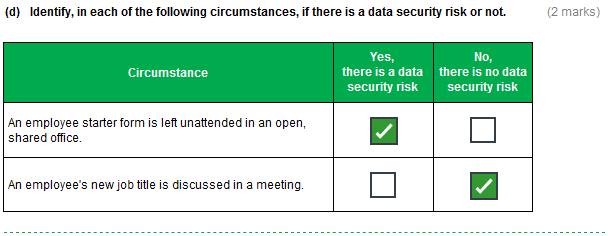 (d) Identify, in each of the following circumstances, if there is a data security risk or not. (2 marks)
Circumstance
Yes,
there is a data
security risk
No,
there is no data
security risk
An employee starter form is left unattended in an open,
shared office.
An employee's new job title is discussed in a meeting.